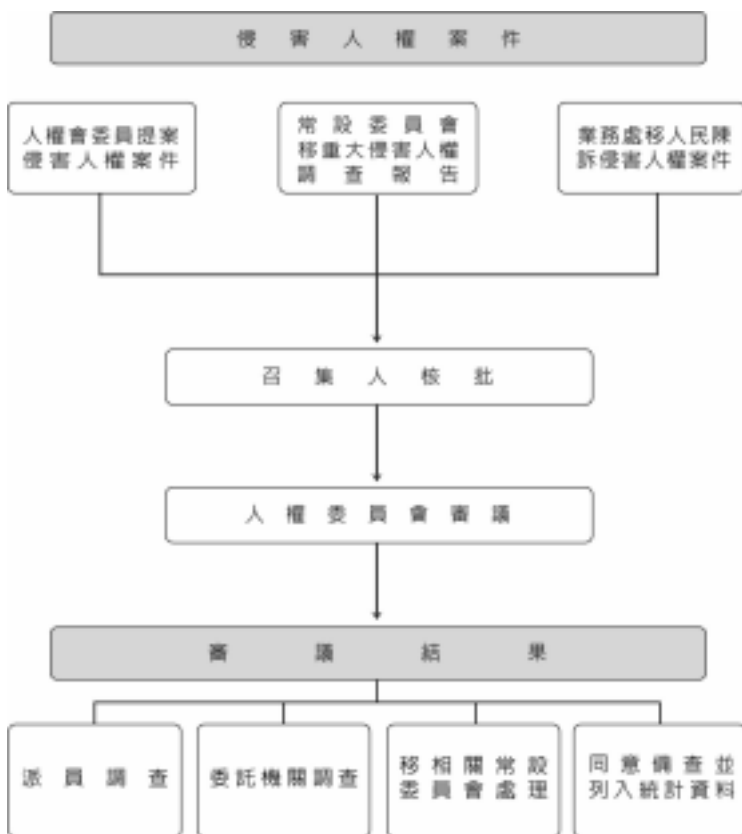 侵害人權案件
人權會委員提案
侵害人權案件
常設委員會
移重大侵害人權
調查報告
業務處移人民陳
訴侵害人權案件
召集人核批
人權委員會審議
審議結果
派員調查
委託機關調查
移相關常設
委員會處理
同意備查並
列入統計資料